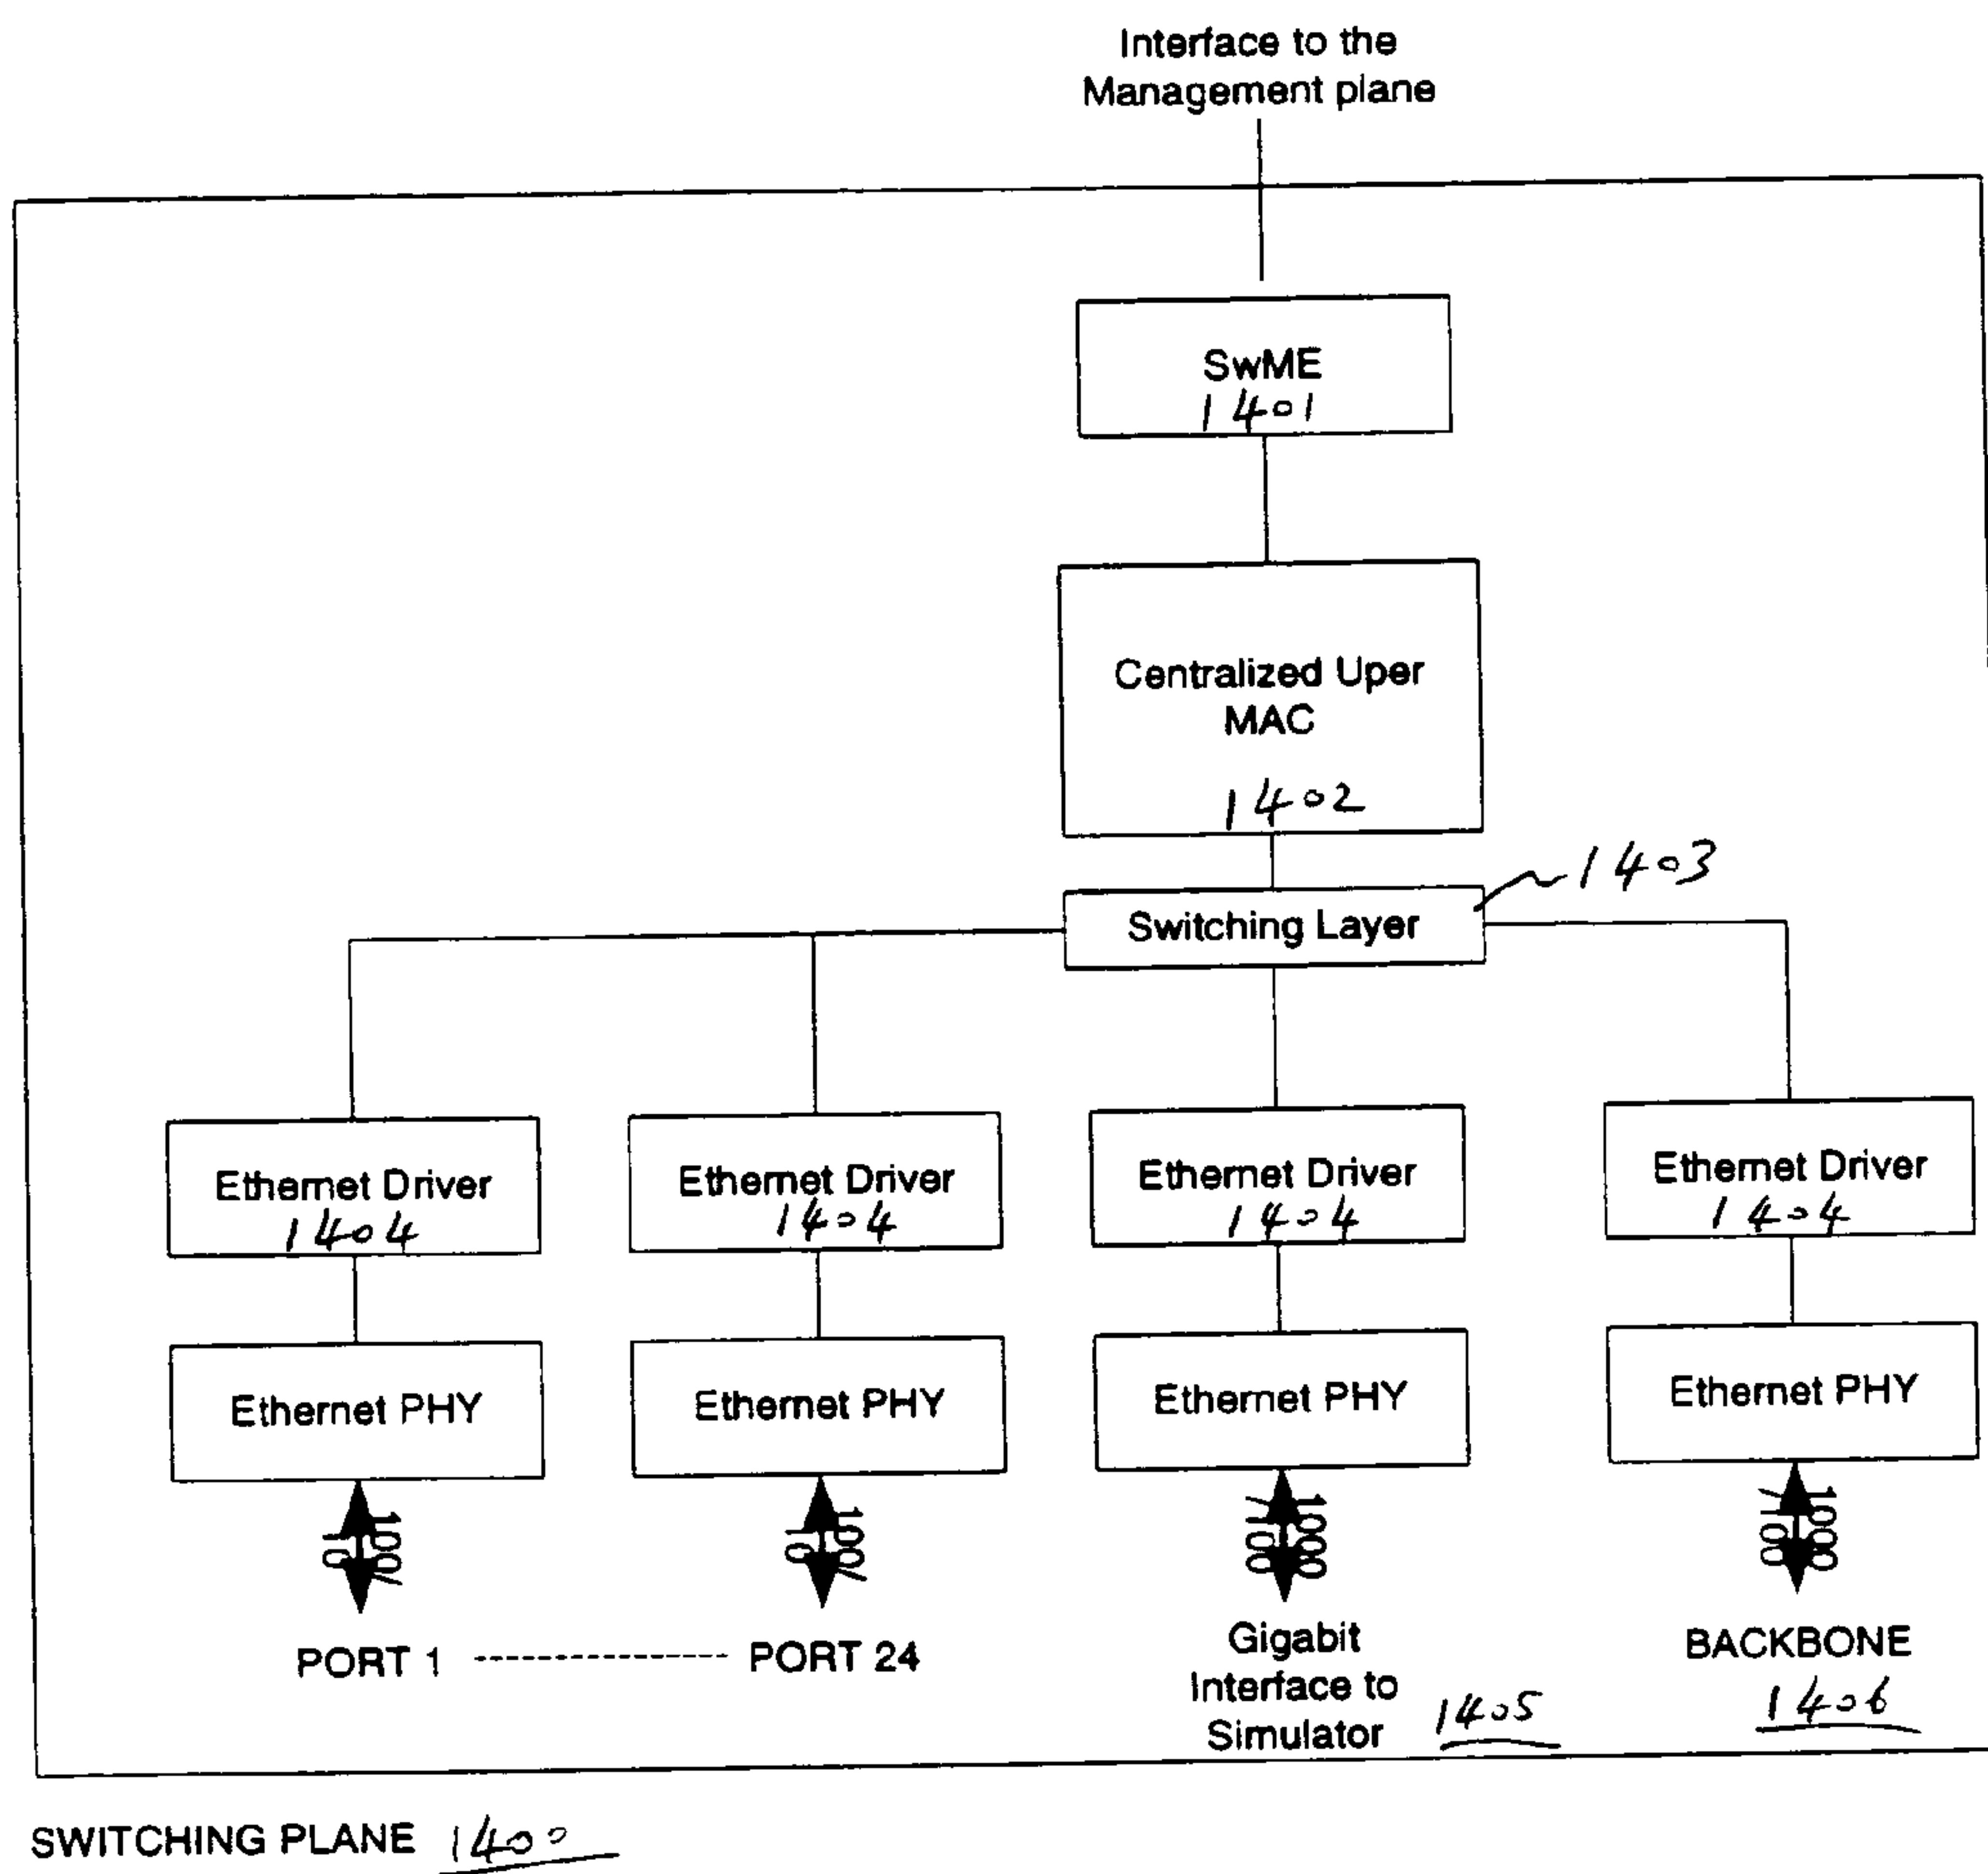 Interface to the
Management plane
SwME
1401
Centralized Uper
MAC
1402
1403
Switching Layer
Ethernet Driver
1404
Ethernet Driver
1404
Ethernet Driver
1404
Ethernet Driver
1404
Ethernet PHY
Ethernet PHY
Ethernet PHY
Ethernet PHY
100/
10
100/
10
1000
/100
1000
/100
PORT 1 ---------------- PORT 24
Gigabit
Interface to
Simulator
1405
BACKBONE
1406
SWITCHING PLANE 1400